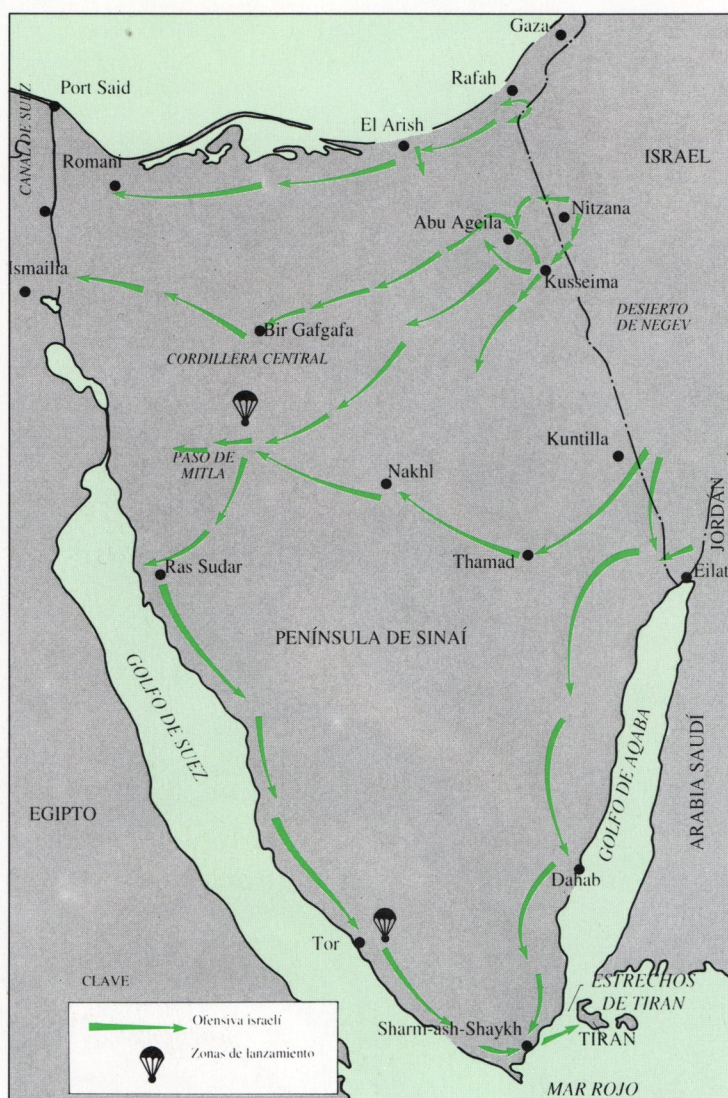 Gaza
Port Said
Rafah
El Arish
CANAL DE SUEZ
Romani
ISRAEL
Nitzana
Abu Ageila
Ismailia
Kusseima
DESIERTO
DE NEGEV
Bir Gafgafa
CORDILLERA CENTRAL
Kuntilla
PASO DE
MITLA
Nakhl
JORDÁN
Thamad
Ras Sudar
Eilat
PENÍNSULA DE SINAÍ
GOLFO DE SUEZ
GOLFO DE AQABA
ARABIA SAUDÍ
EGIPTO
Dahab
Tor
CLAVE
ESTRECHOS
DE TIRAN
Ofensiva israelí
Sharm-ash-Shaykh
TIRAN
Zonas de lanzamiento
MAR ROJO